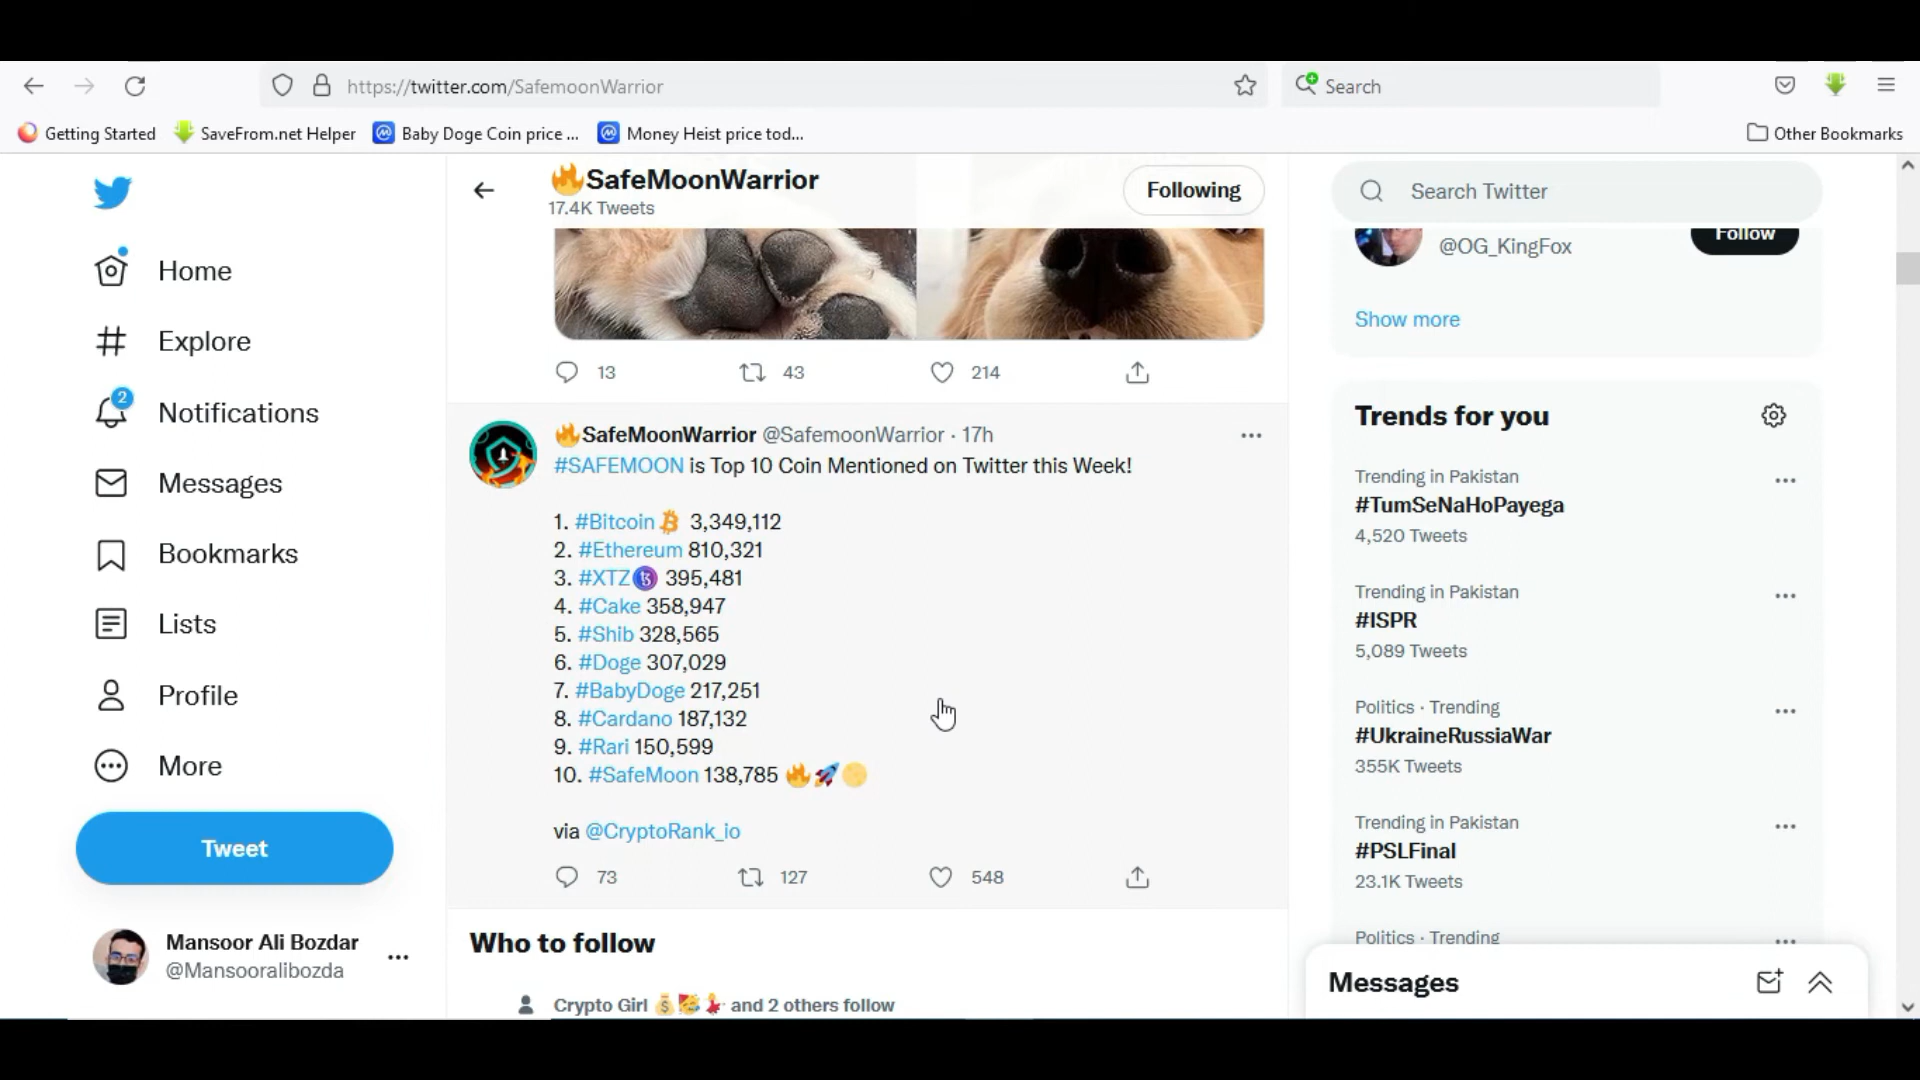 https://twitter.com/SafemoonWarrior
Search
Getting Started
SaveFrom.net Helper
Baby Doge Coin price ...
Money Heist price tod...
Other Bookmarks
Home
Explore
Notifications
2
Messages
Bookmarks
Lists
Profile
More
Tweet
Mansoor Ali Bozdar
@Mansooralibozda
🔥SafeMoonWarrior
17.4K Tweets
Following
13
43
214
🔥SafeMoonWarrior @SafemoonWarrior · 17h
#SAFEMOON is Top 10 Coin Mentioned on Twitter this Week!
1. #Bitcoin 3,349,112
2. #Ethereum 810,321
3. #XTZ 395,481
4. #Cake 358,947
5. #Shib 328,565
6. #Doge 307,029
7. #BabyDoge 217,251
8. #Cardano 187,132
9. #Rari 150,599
10. #SafeMoon 138,785 🔥🚀🌕
via @CryptoRank_io
73
127
548
Who to follow
Crypto Girl and 2 others follow
Search Twitter
@OG_KingFox
Follow
Show more
Trends for you
Trending in Pakistan
#TumSeNaHoPayega
4,520 Tweets
Trending in Pakistan
#ISPR
5,089 Tweets
Politics · Trending
#UkraineRussiaWar
355K Tweets
Trending in Pakistan
#PSLFinal
23.1K Tweets
Politics · Trending
Messages